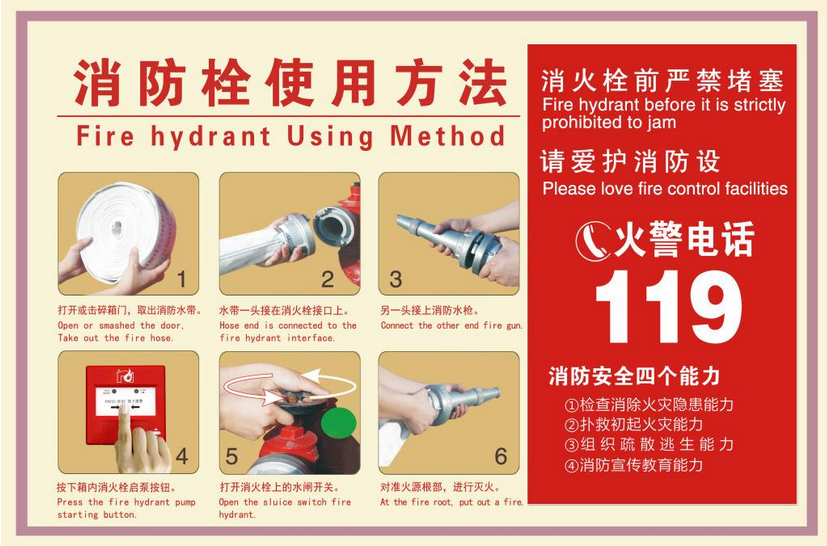 消防栓使用方法
Fire hydrant Using Method
1
打开或击碎箱门，取出消防水带。
Open or smashed the door,
Take out the fire hose.
2
水带一头接在消火栓接口上。
Hose end is connected to the
fire hydrant interface.
3
另一头接上消防水枪。
Connect the other end fire gun.
4
按下箱内消火栓启泵按钮。
Press the fire hydrant pump
starting button.
5
打开消火栓上的水闸开关。
Open the sluice switch fire
hydrant.
6
对准火源根部，进行灭火。
At the fire root, put out a fire.
消火栓前严禁堵塞
Fire hydrant before it is strictly
prohibited to jam
请爱护消防设
Please love fire control facilities
火警电话
119
消防安全四个能力
①检查消除火灾隐患能力
②扑救初起火灾能力
③组织疏散逃生能力
④消防宣传教育能力